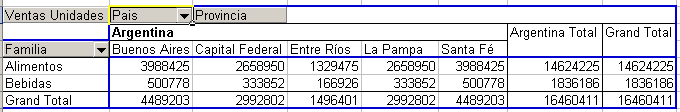 Ventas Unidades Pais Provincia
Argentina Argentina Total Grand Total
Familia Buenos Aires Capital Federal Entre Ríos La Pampa Santa Fé
Alimentos 3988425 2658950 1329475 2658950 3988425 14624225 14624225
Bebidas 500778 333852 166926 333852 500778 1836186 1836186
Grand Total 4489203 2992802 1496401 2992802 4489203 16460411 16460411